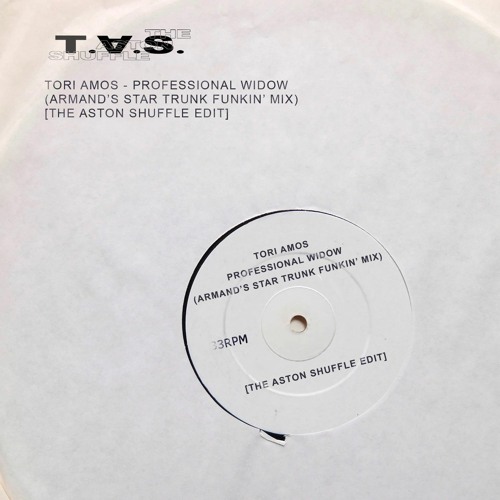 T.∀.S.
THE
ASTON
SHUFFLE
TORI AMOS - PROFESSIONAL WIDOW
(ARMAND'S STAR TRUNK FUNKIN' MIX)
[THE ASTON SHUFFLE EDIT]
TORI AMOS
PROFESSIONAL WIDOW
(ARMAND'S STAR TRUNK FUNKIN' MIX)
33RPM
[THE ASTON SHUFFLE EDIT]